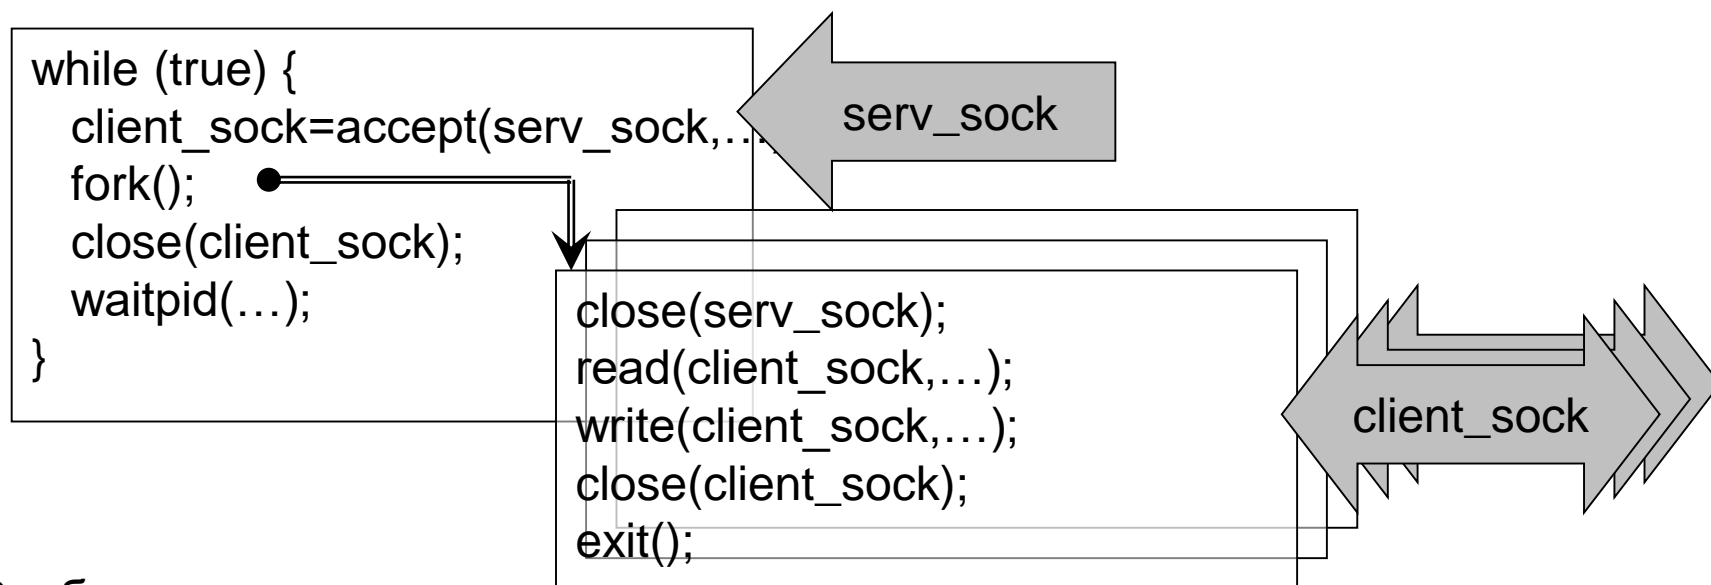 while (true) {
client_sock=accept(serv_sock,…
fork();
close(client_sock);
waitpid(…);
}
serv_sock
close(serv_sock);
read(client_sock,…);
write(client_sock,…);
close(client_sock);
exit();
client_sock